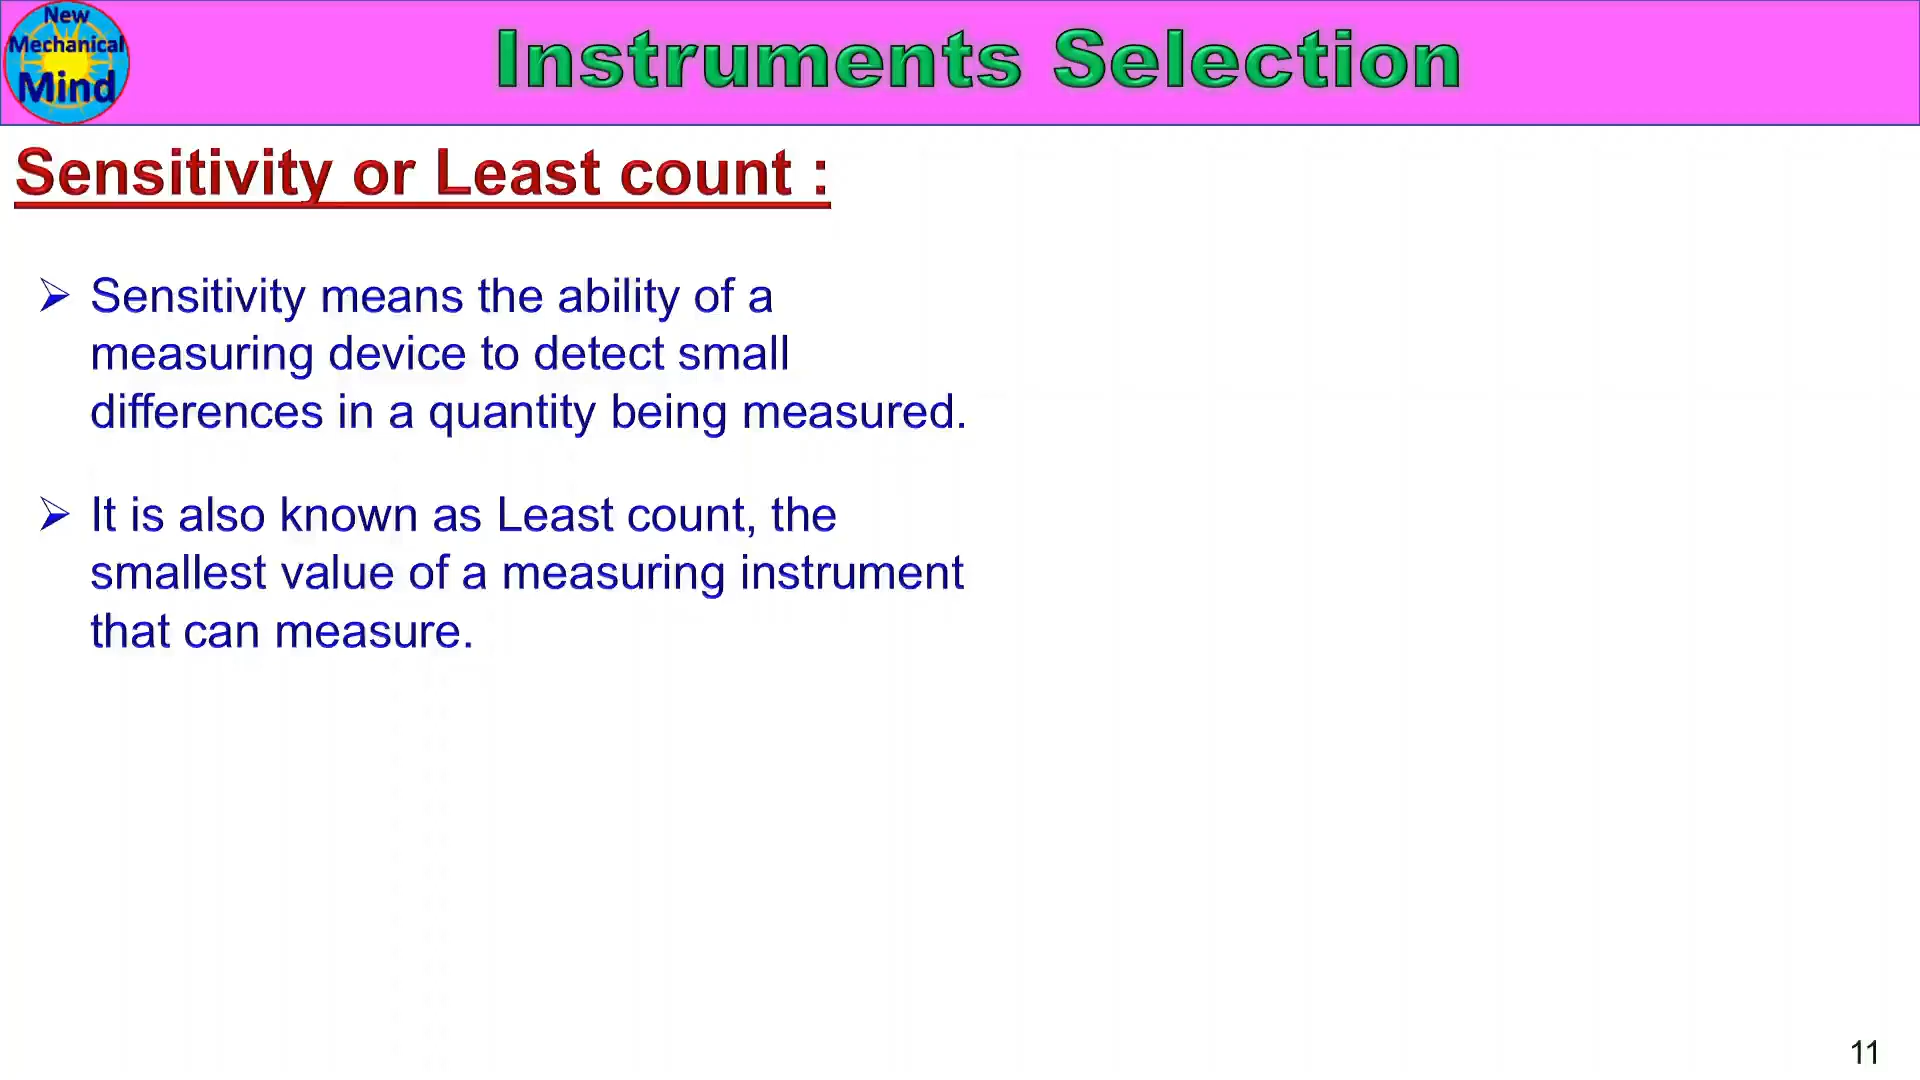 New
Mechanical
Mind
Instruments Selection
Sensitivity or Least count :
➢ Sensitivity means the ability of a
measuring device to detect small
differences in a quantity being measured.
➢ It is also known as Least count, the
smallest value of a measuring instrument
that can measure.
11